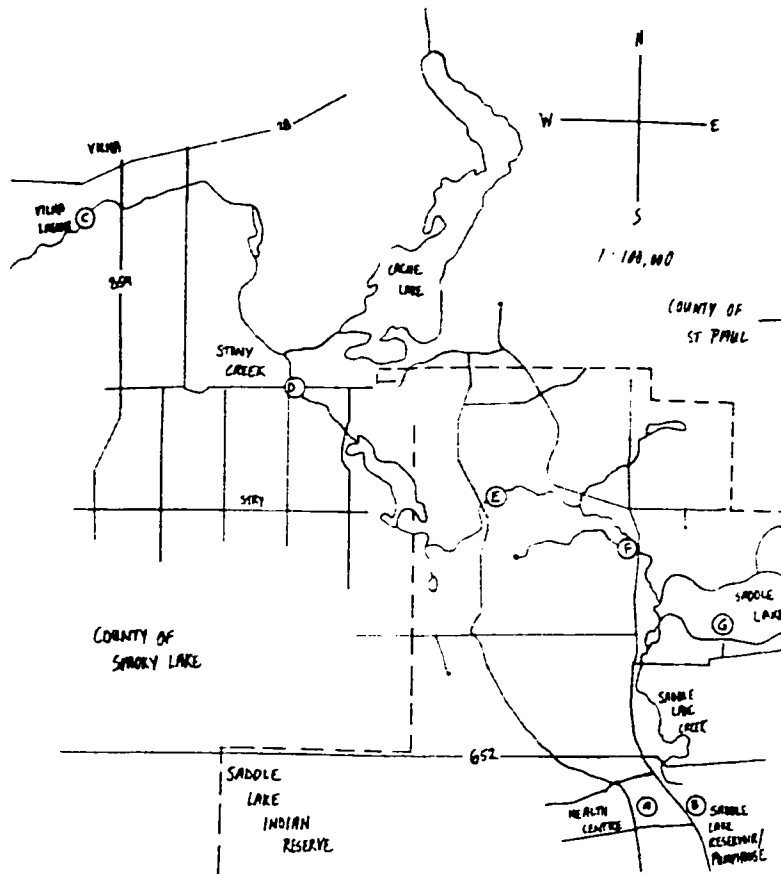 N
W
E
S
1:100,000
VILNA
28
VILNA
LAGOON
C
859
CACHE
LAKE
COUNTY OF
ST PAUL
STONY
CREEK
D
E
STRY
F
SADDLE
LAKE
G
COUNTY OF
SMOKY LAKE
SADDLE
LAKE
CREEK
652
SADDLE
LAKE
INDIAN
RESERVE
HEALTH
CENTRE
A
B
SADDLE
LAKE
RESERVOIR/
PUMPHOUSE